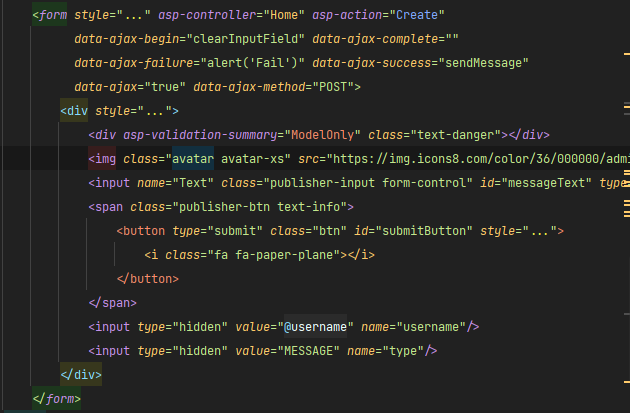 <form style="..." asp-controller="Home" asp-action="Create"
data-ajax-begin="clearInputField" data-ajax-complete=""
data-ajax-failure="alert('Fail')" data-ajax-success="sendMessage"
data-ajax="true" data-ajax-method="POST">
<div style="...">
<div asp-validation-summary="ModelOnly" class="text-danger"></div>
<img class="avatar avatar-xs" src="https://img.icons8.com/color/36/000000/adm
<input name="Text" class="publisher-input form-control" id="messageText" type
<span class="publisher-btn text-info">
<button type="submit" class="btn" id="submitButton" style="...">
<i class="fa fa-paper-plane"></i>
</button>
</span>
<input type="hidden" value="@username" name="username"/>
<input type="hidden" value="MESSAGE" name="type"/>
</div>
</form>